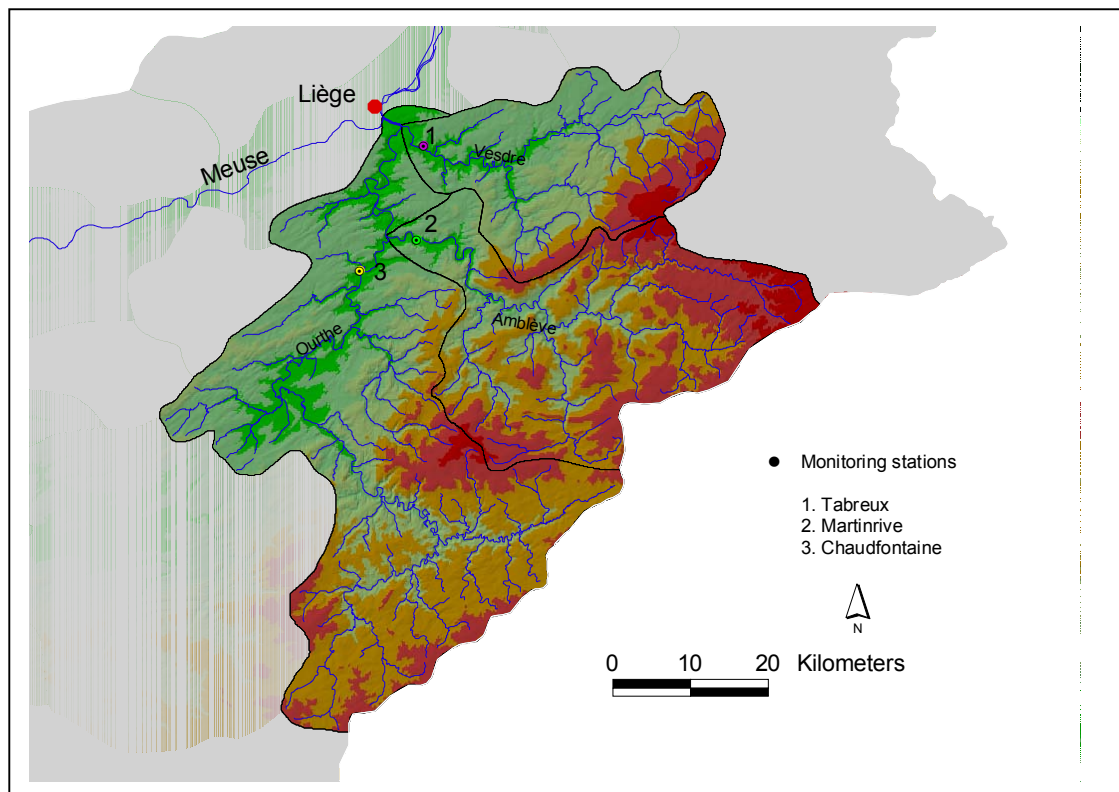 Liège
Meuse
1
Vesdre
2
3
Ourthe
Amblève
Monitoring stations
1. Tabreux
2. Martinrive
3. Chaudfontaine
N
0 10 20 Kilometers